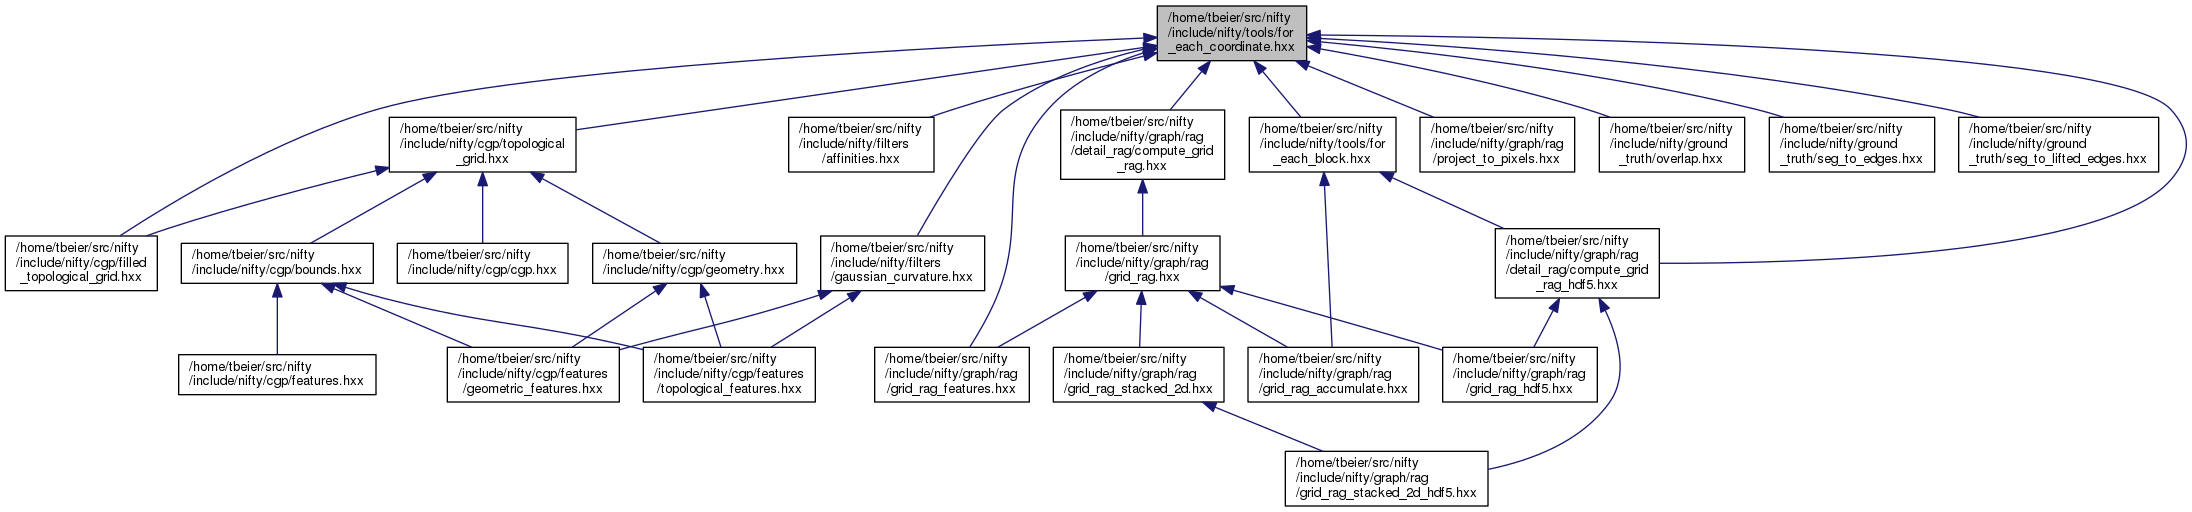 /home/tbeier/src/nifty
/include/nifty/tools/for
_each_coordinate.hxx
/home/tbeier/src/nifty
/include/nifty/cgp/topological
_grid.hxx
/home/tbeier/src/nifty
/include/nifty/filters
/affinities.hxx
/home/tbeier/src/nifty
/include/nifty/graph/rag
/detail_rag/compute_grid
_rag.hxx
/home/tbeier/src/nifty
/include/nifty/tools/for
_each_block.hxx
/home/tbeier/src/nifty
/include/nifty/graph/rag
/project_to_pixels.hxx
/home/tbeier/src/nifty
/include/nifty/ground
_truth/overlap.hxx
/home/tbeier/src/nifty
/include/nifty/ground
_truth/seg_to_edges.hxx
/home/tbeier/src/nifty
/include/nifty/ground
_truth/seg_to_lifted_edges.hxx
/home/tbeier/src/nifty
/include/nifty/cgp/filled
_topological_grid.hxx
/home/tbeier/src/nifty
/include/nifty/cgp/bounds.hxx
/home/tbeier/src/nifty
/include/nifty/cgp/cgp.hxx
/home/tbeier/src/nifty
/include/nifty/cgp/geometry.hxx
/home/tbeier/src/nifty
/include/nifty/filters
/gaussian_curvature.hxx
/home/tbeier/src/nifty
/include/nifty/graph/rag
/grid_rag.hxx
/home/tbeier/src/nifty
/include/nifty/graph/rag
/detail_rag/compute_grid
_rag_hdf5.hxx
/home/tbeier/src/nifty
/include/nifty/cgp/features.hxx
/home/tbeier/src/nifty
/include/nifty/cgp/features
/geometric_features.hxx
/home/tbeier/src/nifty
/include/nifty/cgp/features
/topological_features.hxx
/home/tbeier/src/nifty
/include/nifty/graph/rag
/grid_rag_features.hxx
/home/tbeier/src/nifty
/include/nifty/graph/rag
/grid_rag_stacked_2d.hxx
/home/tbeier/src/nifty
/include/nifty/graph/rag
/grid_rag_accumulate.hxx
/home/tbeier/src/nifty
/include/nifty/graph/rag
/grid_rag_hdf5.hxx
/home/tbeier/src/nifty
/include/nifty/graph/rag
/grid_rag_stacked_2d_hdf5.hxx